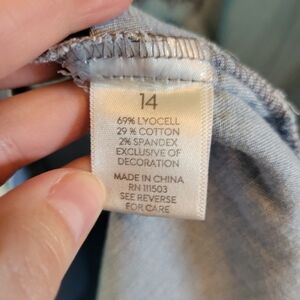 14
69% LYOCELL
29% COTTON
2% SPANDEX
EXCLUSIVE OF
DECORATION
MADE IN CHINA
RN 111503
SEE REVERSE
FOR CARE